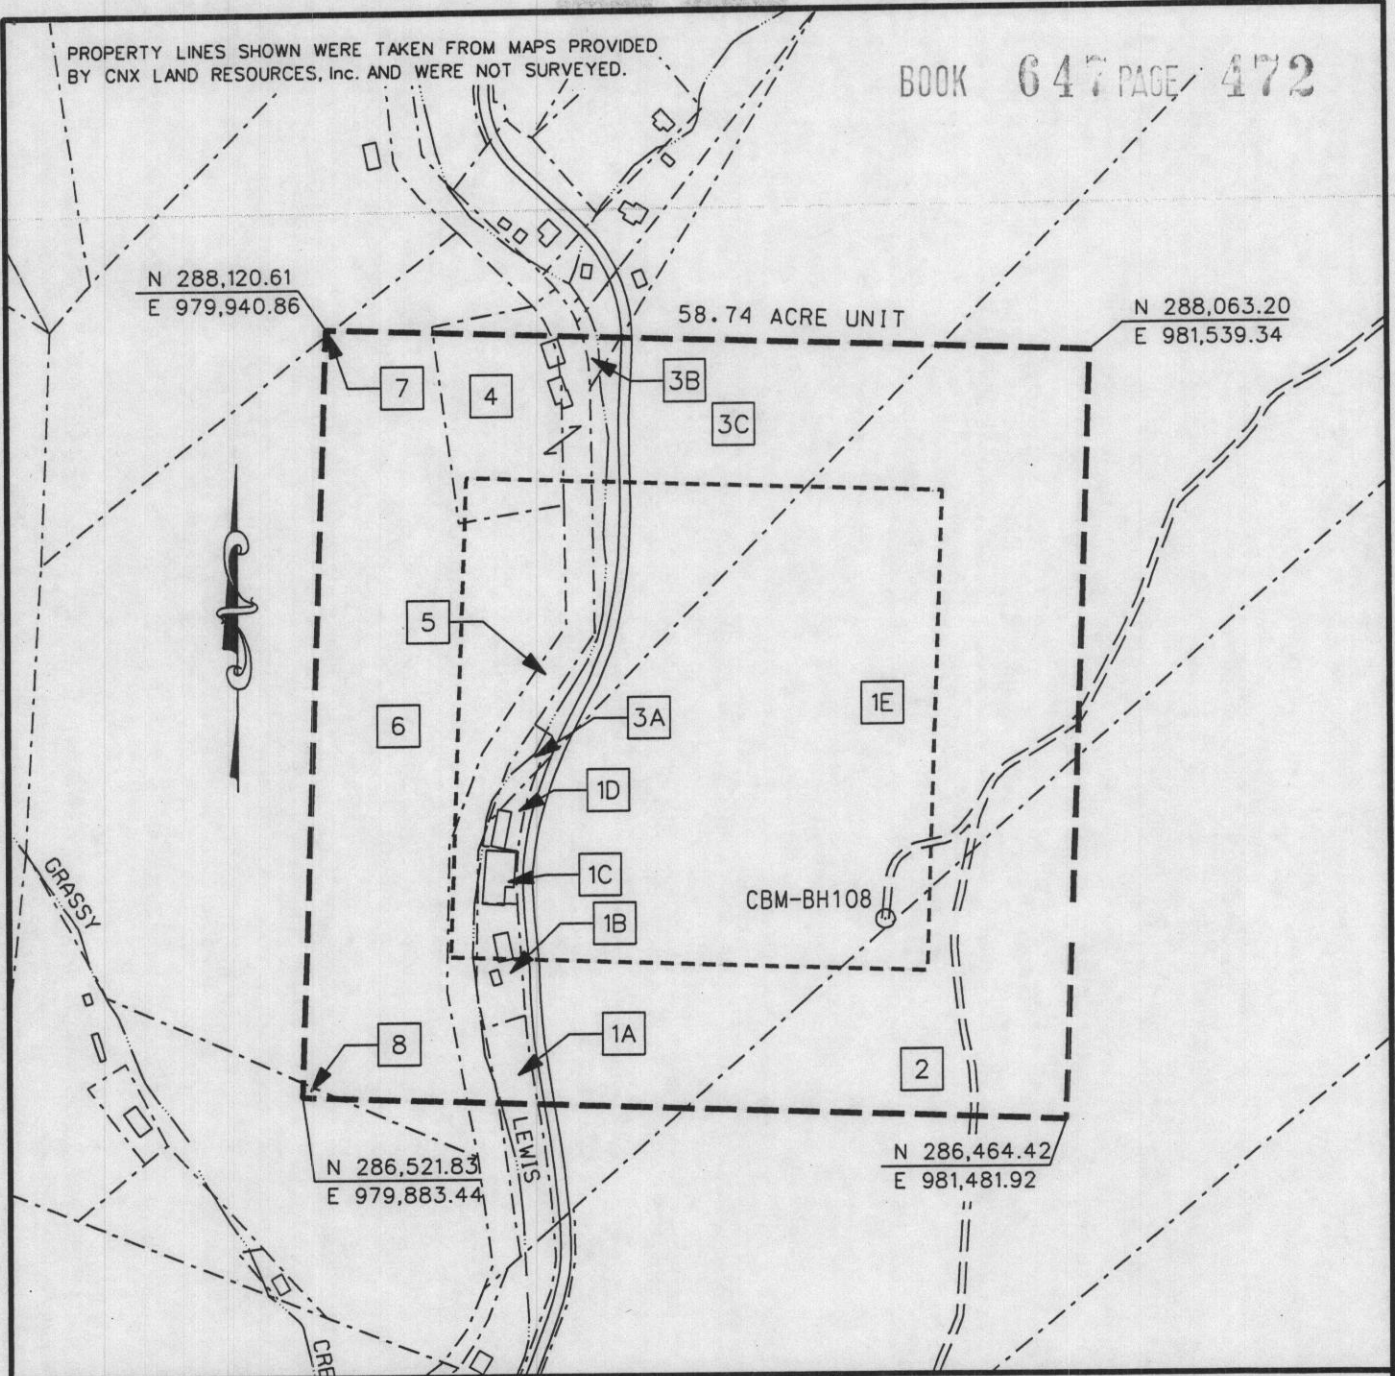 PROPERTY LINES SHOWN WERE TAKEN FROM MAPS PROVIDED
BY CNX LAND RESOURCES, Inc. AND WERE NOT SURVEYED.
BOOK 647 PAGE 472
N 288,120.61
E 979,940.86
58.74 ACRE UNIT
N 288,063.20
E 981,539.34
7
4
3B
3C
5
6
3A
1E
1D
1C
CBM-BH108
1B
1A
8
2
GRASSY
LEWIS
N 286,521.83
E 979,883.44
N 286,464.42
E 981,481.92
CRE